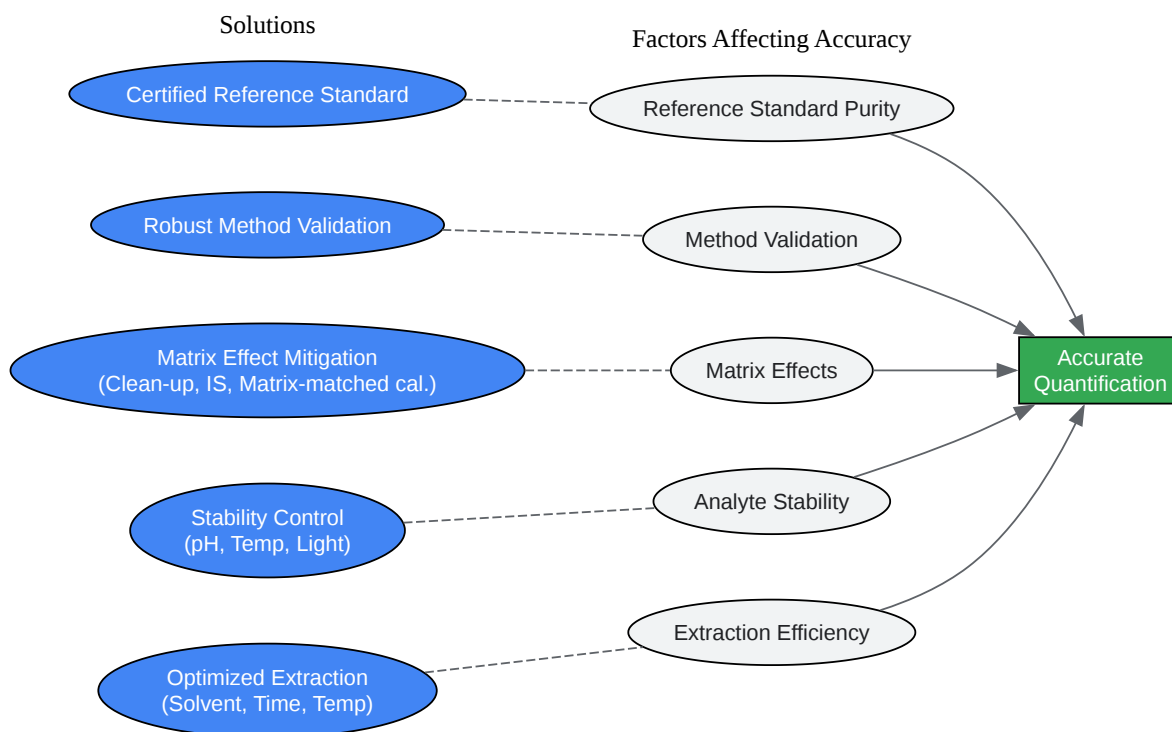 Solutions
Factors Affecting Accuracy
Certified Reference Standard
Reference Standard Purity
Robust Method Validation
Method Validation
Matrix Effect Mitigation
(Clean-up, IS, Matrix-matched cal.)
Matrix Effects
Accurate
Quantification
Stability Control
(pH, Temp, Light)
Analyte Stability
Extraction Efficiency
Optimized Extraction
(Solvent, Time, Temp)